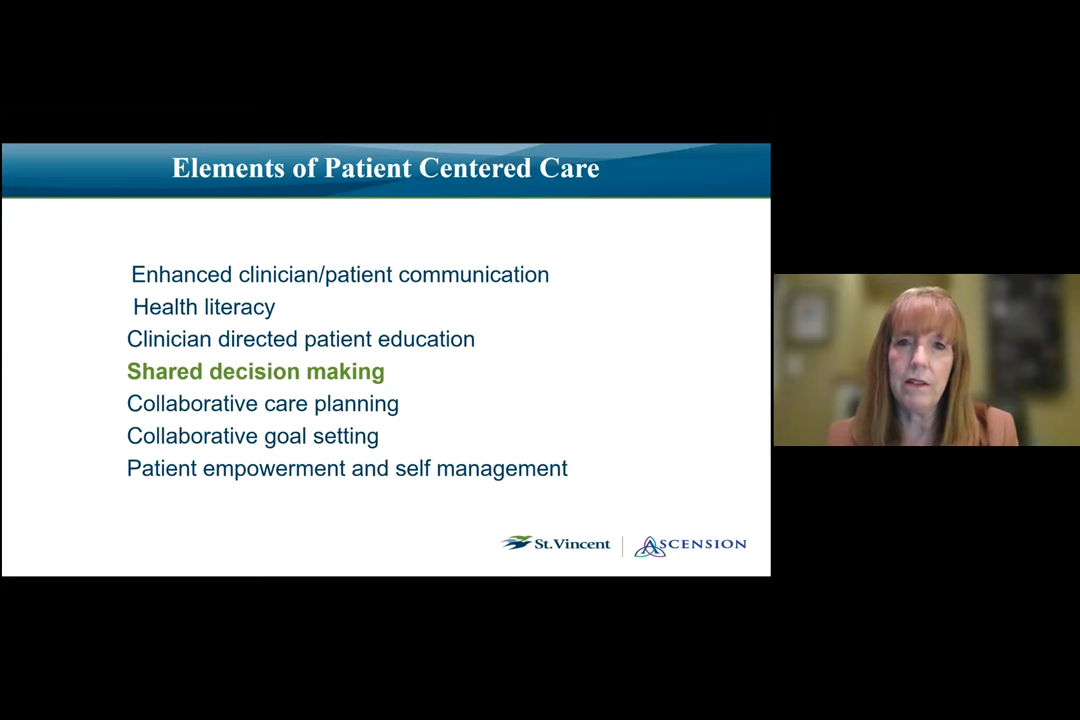 Elements of Patient Centered Care
Enhanced clinician/patient communication
Health literacy
Clinician directed patient education
Shared decision making
Collaborative care planning
Collaborative goal setting
Patient empowerment and self management
St.Vincent
ASCENSION